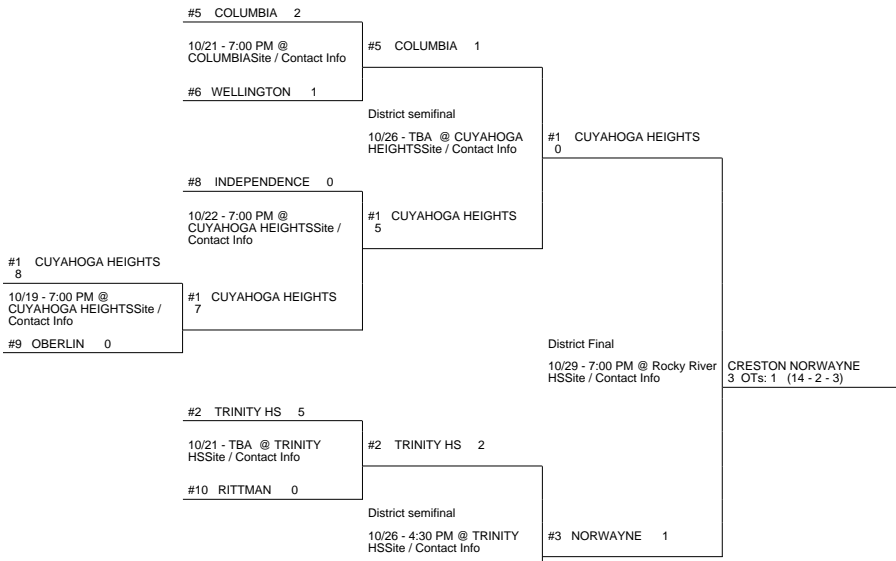 #5 COLUMBIA 2
10/21 - 7:00 PM @
COLUMBIASite / Contact Info
#6 WELLINGTON 1
#5 COLUMBIA 1
District semifinal
10/26 - TBA @ CUYAHOGA
HEIGHTSSite / Contact Info
#1 CUYAHOGA HEIGHTS
0
#8 INDEPENDENCE 0
10/22 - 7:00 PM @
CUYAHOGA HEIGHTSSite /
Contact Info
#1 CUYAHOGA HEIGHTS
5
#1 CUYAHOGA HEIGHTS
8
10/19 - 7:00 PM @
CUYAHOGA HEIGHTSSite /
Contact Info
#9 OBERLIN 0
#1 CUYAHOGA HEIGHTS
7
District Final
10/29 - 7:00 PM @ Rocky River
HSSite / Contact Info
CRESTON NORWAYNE
3 OTs: 1 (14 - 2 - 3)
#2 TRINITY HS 5
10/21 - TBA @ TRINITY
HSSite / Contact Info
#10 RITTMAN 0
#2 TRINITY HS 2
District semifinal
10/26 - 4:30 PM @ TRINITY
HSSite / Contact Info
#3 NORWAYNE 1